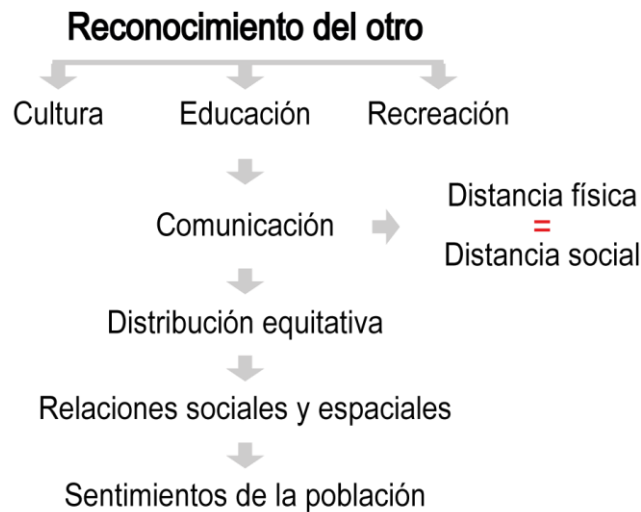 Reconocimiento del otro
Cultura Educación Recreación
Comunicación
Distancia física
=
Distancia social
Distribución equitativa
Relaciones sociales y espaciales
Sentimientos de la población